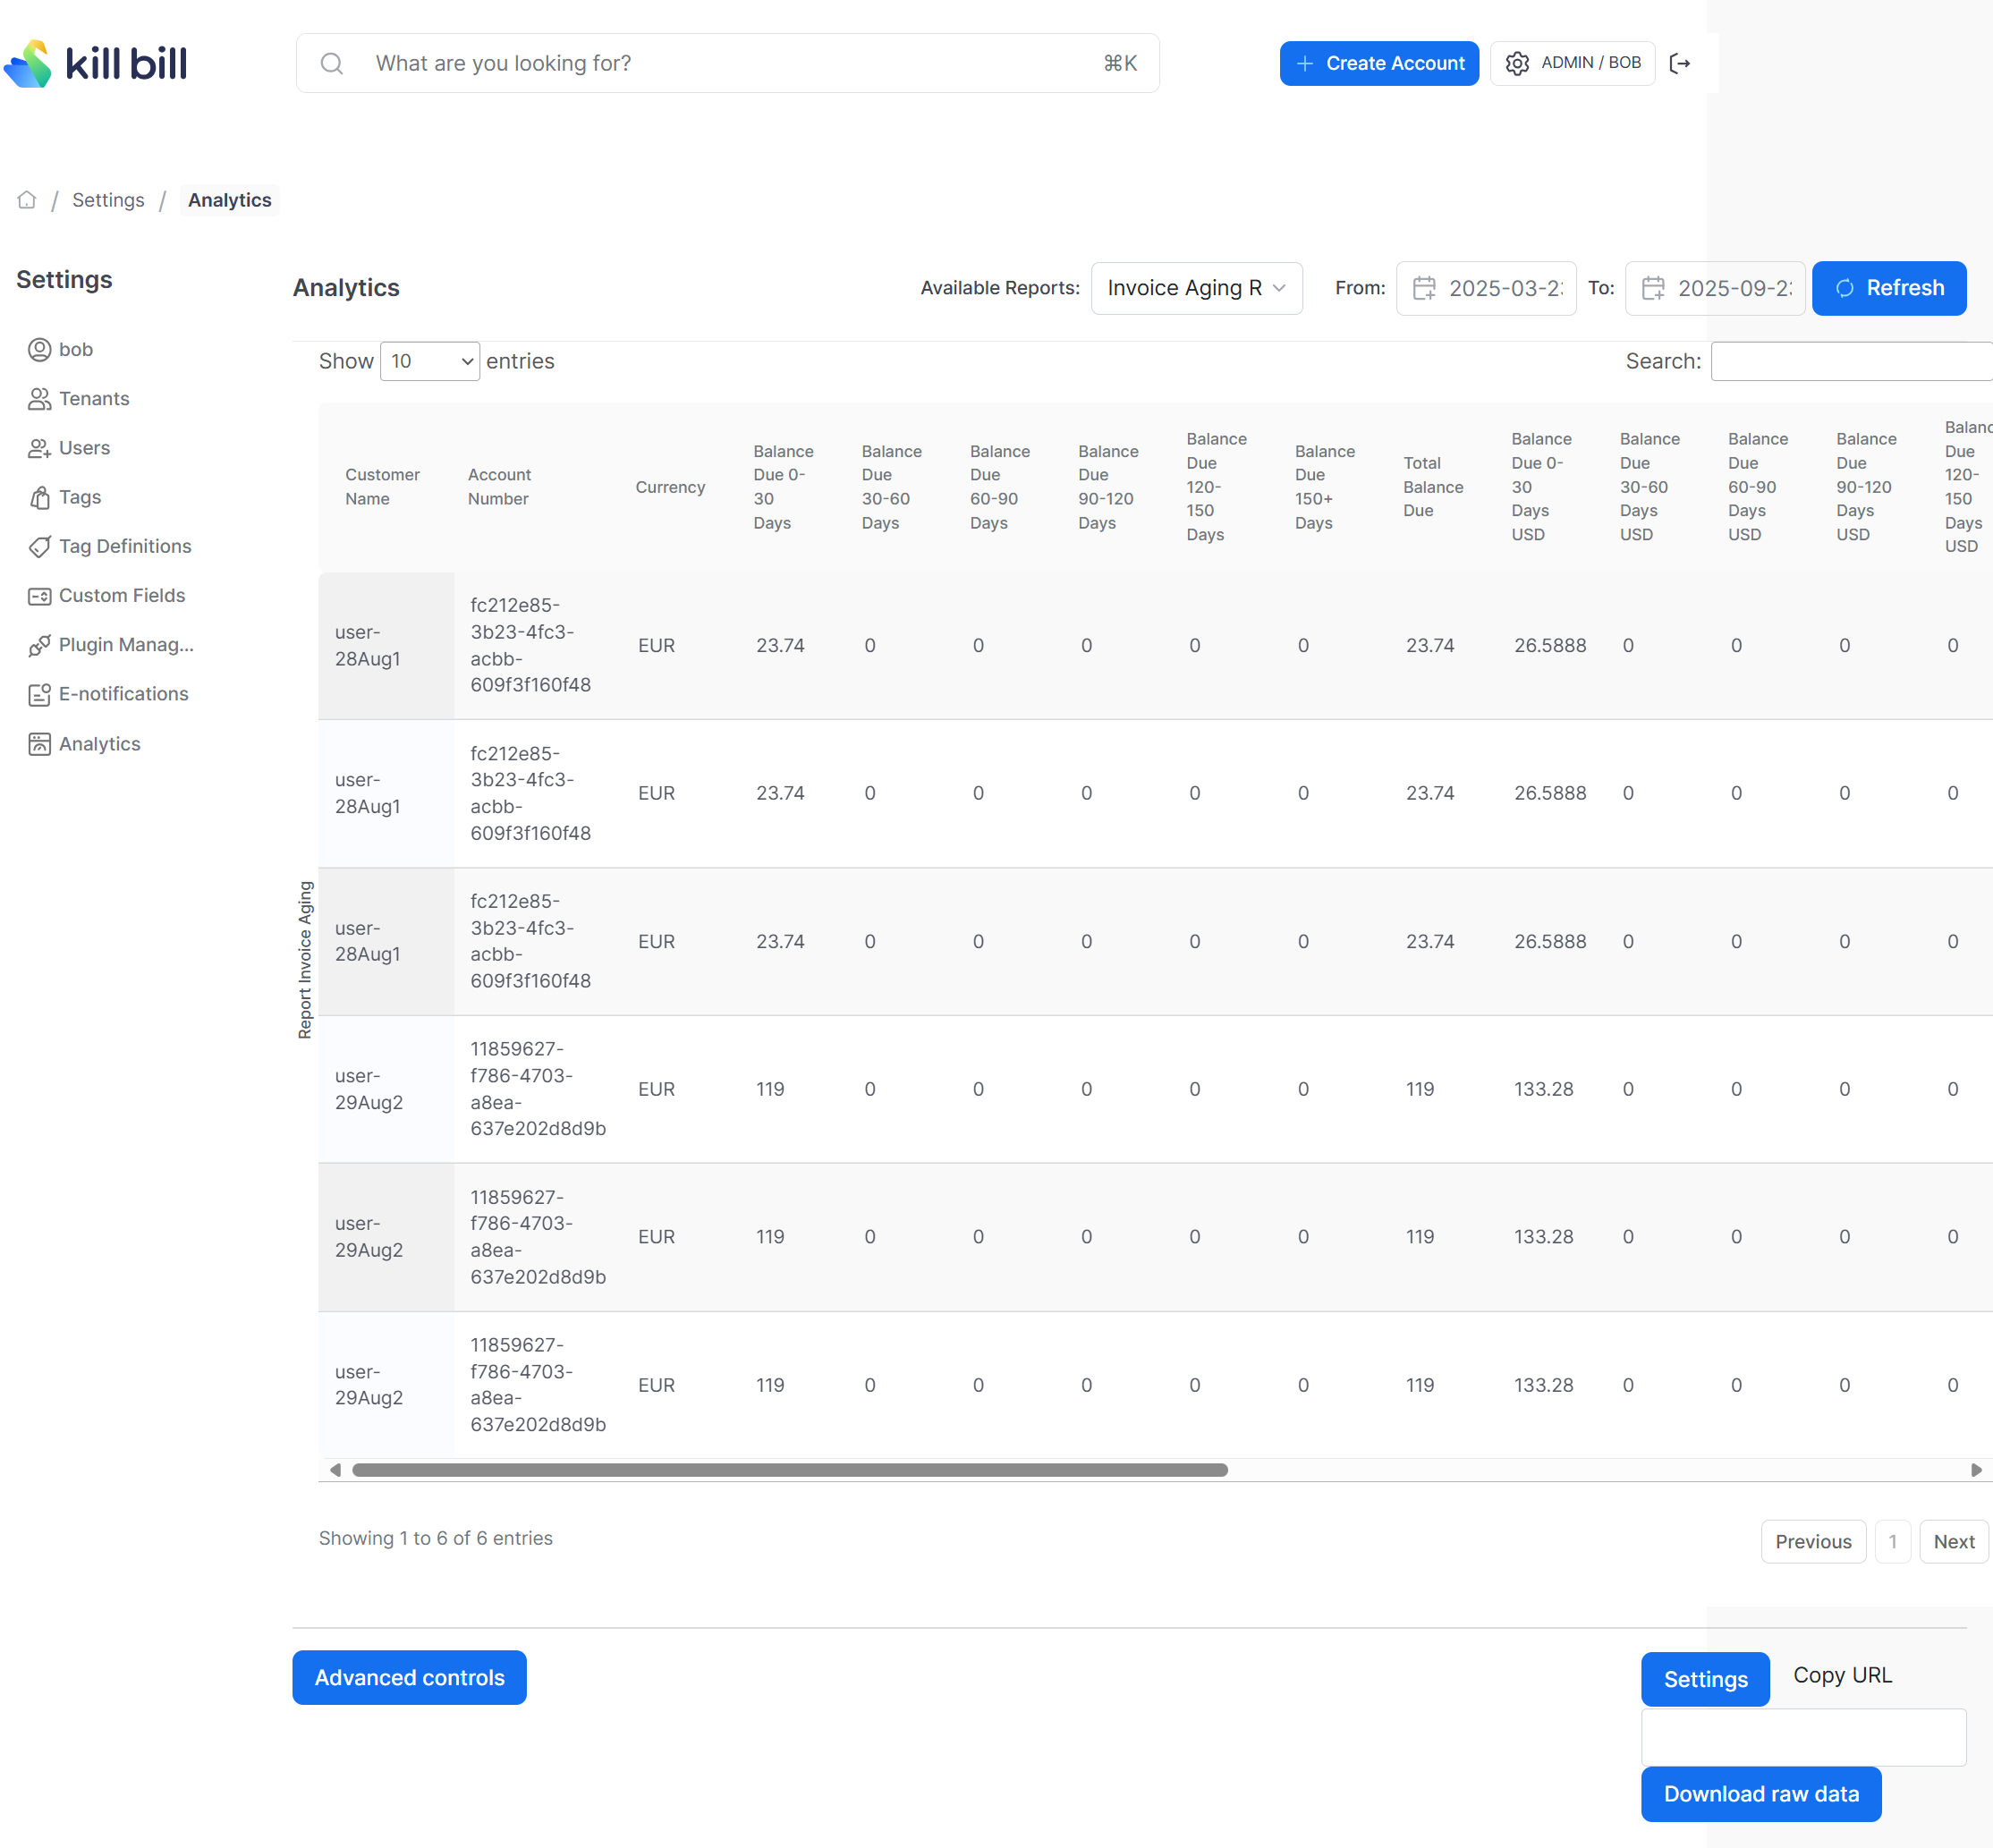 kill bill
What are you looking for?
⌘K
Create Account
ADMIN / BOB
/ Settings / Analytics
Settings
bob
Tenants
Users
Tags
Tag Definitions
Custom Fields
Plugin Manag...
E-notifications
Analytics
Analytics
Available Reports: Invoice Aging R
From: 2025-03-2
To: 2025-09-2
Refresh
Show 10 entries
Search:
Customer Name
Account Number
Currency
Balance Due 0-30 Days
Balance Due 30-60 Days
Balance Due 60-90 Days
Balance Due 90-120 Days
Balance Due 120-150 Days
Balance Due 150+ Days
Total Balance Due
Balance Due 0-30 Days USD
Balance Due 30-60 Days USD
Balance Due 60-90 Days USD
Balance Due 90-120 Days USD
Balanc Due 120-150 Days USD
Report Invoice Aging
user-28Aug1 fc212e85-3b23-4fc3-acbb-609f3f160f48 EUR 23.74 0 0 0 0 0 23.74 26.5888 0 0 0 0
user-28Aug1 fc212e85-3b23-4fc3-acbb-609f3f160f48 EUR 23.74 0 0 0 0 0 23.74 26.5888 0 0 0 0
user-28Aug1 fc212e85-3b23-4fc3-acbb-609f3f160f48 EUR 23.74 0 0 0 0 0 23.74 26.5888 0 0 0 0
user-29Aug2 11859627-f786-4703-a8ea-637e202d8d9b EUR 119 0 0 0 0 0 119 133.28 0 0 0 0
user-29Aug2 11859627-f786-4703-a8ea-637e202d8d9b EUR 119 0 0 0 0 0 119 133.28 0 0 0 0
user-29Aug2 11859627-f786-4703-a8ea-637e202d8d9b EUR 119 0 0 0 0 0 119 133.28 0 0 0 0
Showing 1 to 6 of 6 entries
Previous 1 Next
Advanced controls
Settings
Copy URL
Download raw data